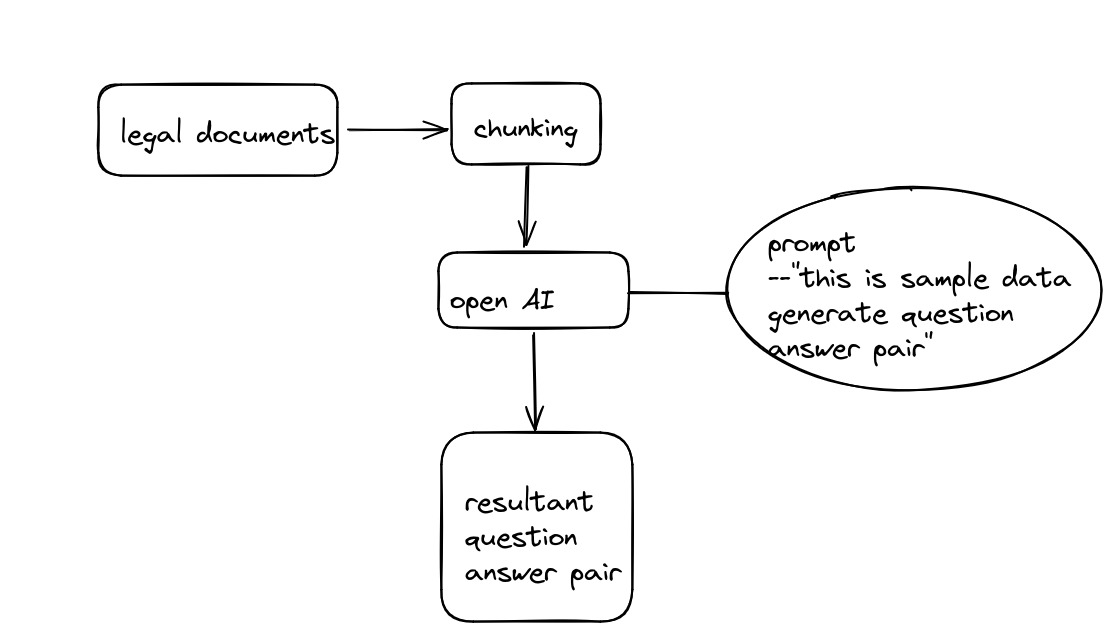 legal documents
chunking
open AI
prompt
--"this is sample data
generate question
answer pair"
resultant
question
answer pair